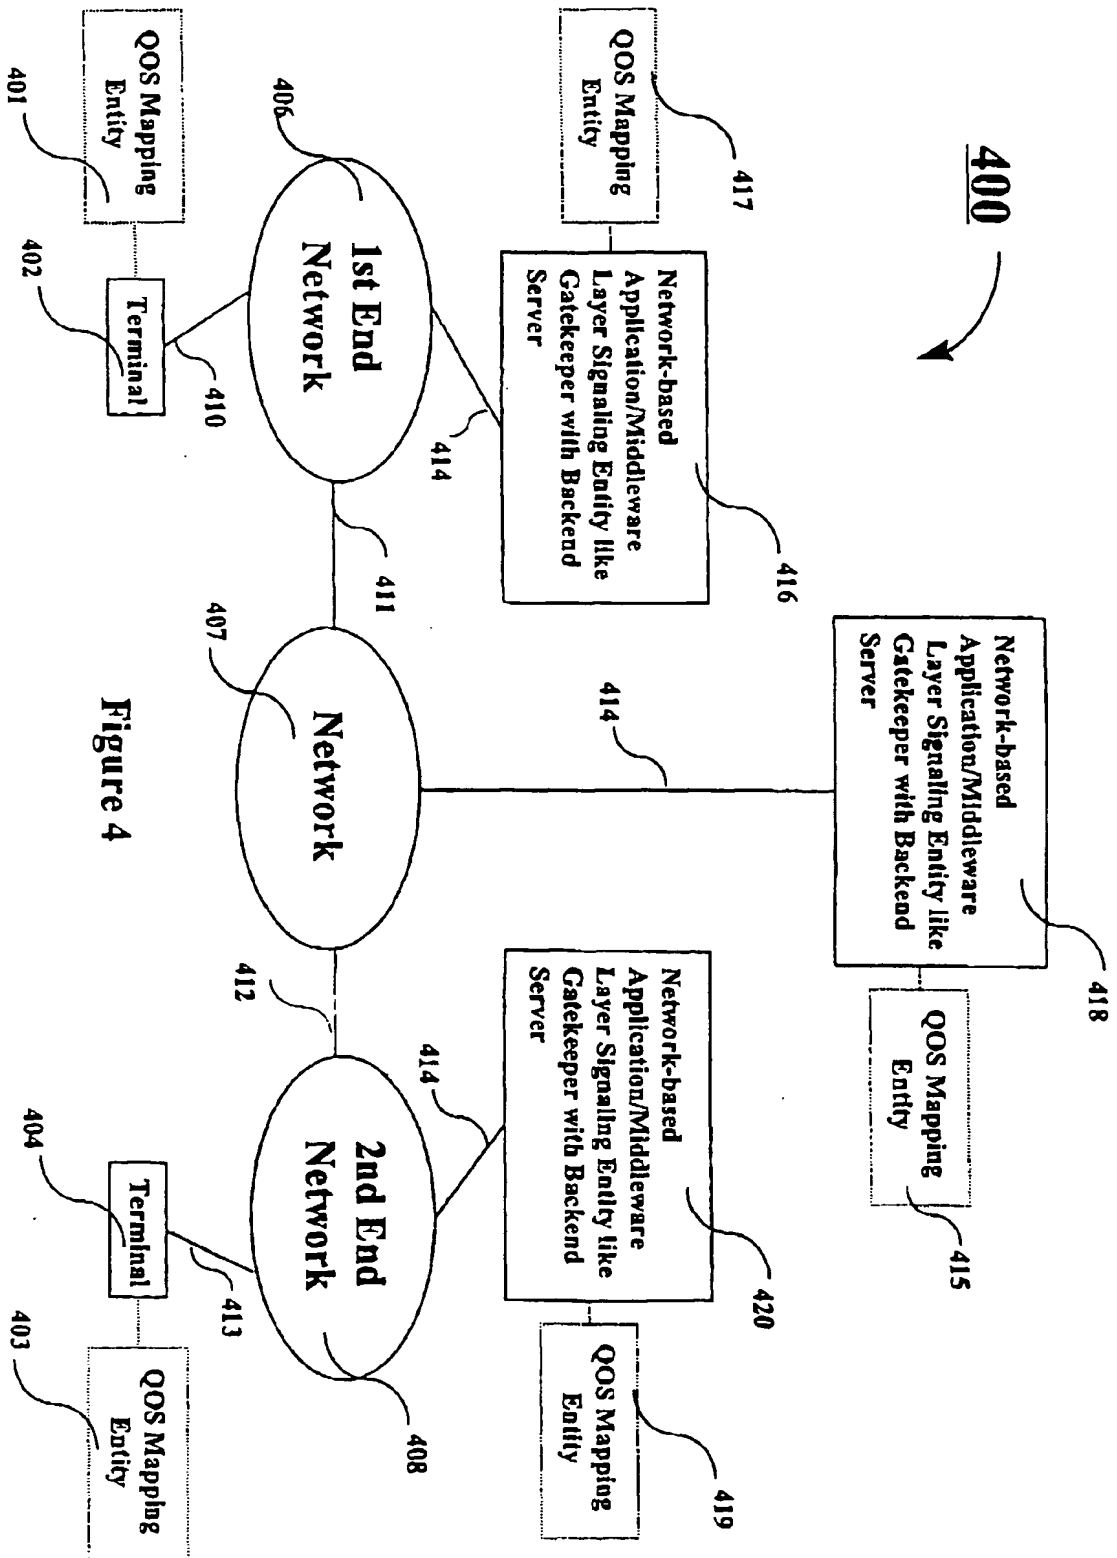 400
Network-based
Application/Middleware
Layer Signaling Entity like
Gatekeeper with Backend
Server
418
QOS Mapping
Entity
415
414
417
QOS Mapping
Entity
Network-based
Application/Middleware
Layer Signaling Entity like
Gatekeeper with Backend
Server
416
414
Network-based
Application/Middleware
Layer Signaling Entity like
Gatekeeper with Backend
Server
420
QOS Mapping
Entity
419
414
406
1st End
Network
411
407
Network
412
2nd End
Network
408
410
413
401
QOS Mapping
Entity
402
Terminal
404
Terminal
403
QOS Mapping
Entity
Figure 4